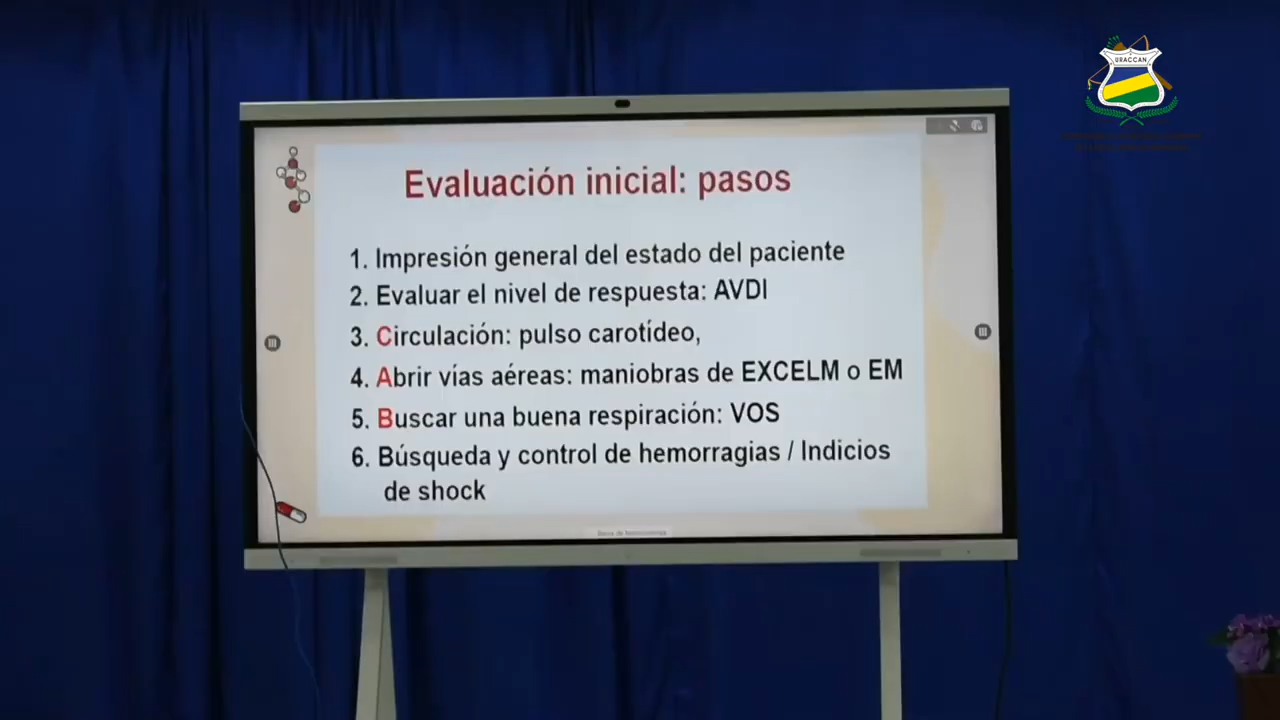 URACCAN
Evaluación inicial: pasos
1. Impresión general del estado del paciente
2. Evaluar el nivel de respuesta: AVDI
3. Circulación: pulso carotídeo,
4. Abrir vías aéreas: maniobras de EXCELM o EM
5. Buscar una buena respiración: VOS
6. Búsqueda y control de hemorragias / Indicios
de shock